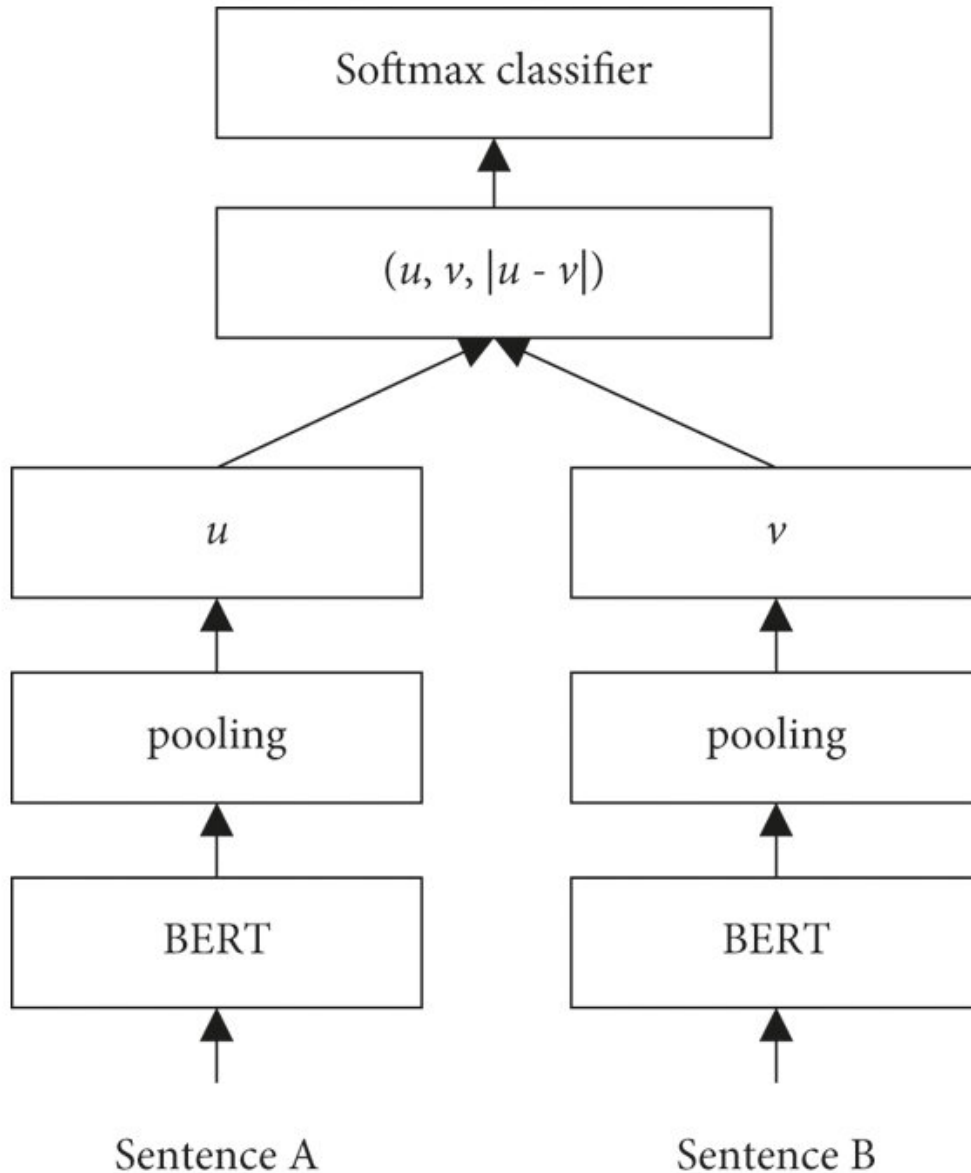 Softmax classifier
(u, v, |u - v|)
u
v
pooling
pooling
BERT
BERT
Sentence A
Sentence B